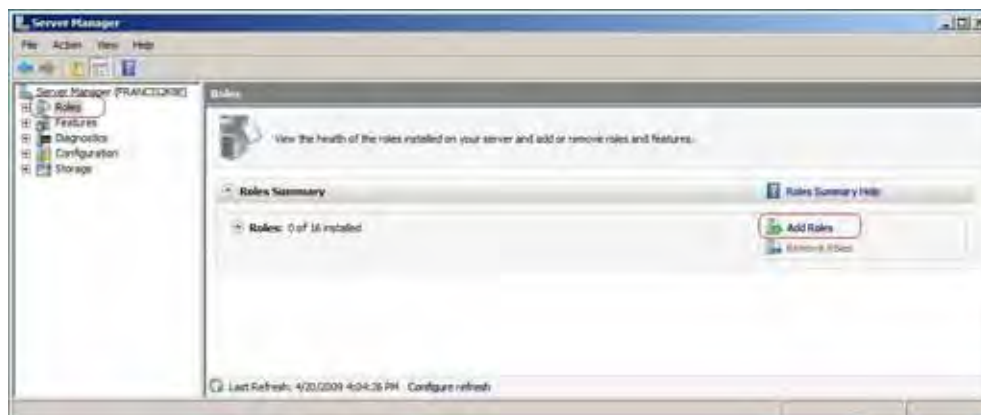 Server Manager
File Action View Help
Server Manager
Roles
Features
Diagnostics
Configuration
Storage
Roles
View the health of the roles installed on your server and add or remove roles and features.
Roles Summary
Roles Summary Help
Roles: 0 of 16 installed
Add Roles
Remove Roles
Last Refresh: 4/20/2009 4:04:26 PM Configure refresh